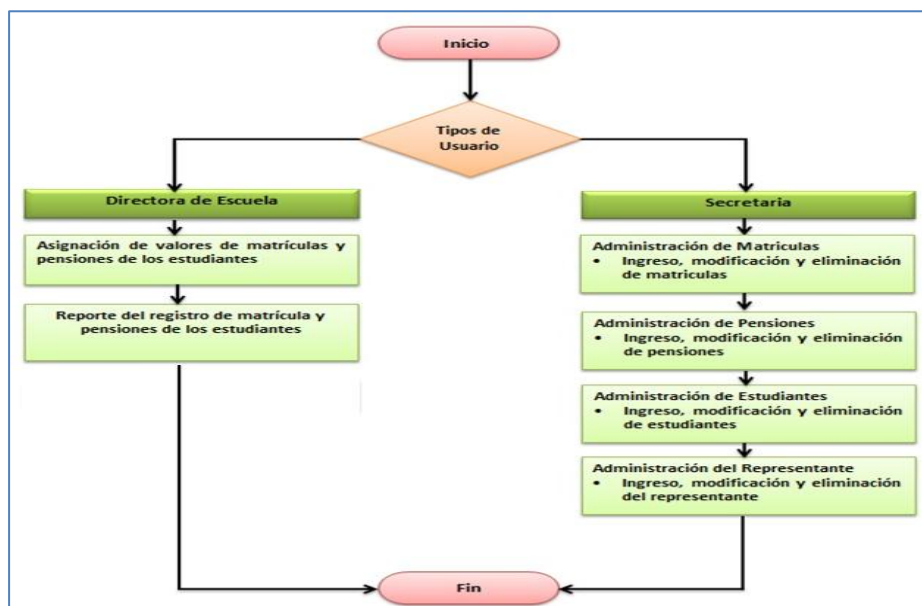 Inicio
Tipos de
Usuario
Directora de Escuela
Asignación de valores de matrículas y
pensiones de los estudiantes
Reporte del registro de matrícula y
pensiones de los estudiantes
Secretaria
Administración de Matriculas
• Ingreso, modificación y eliminación
de matriculas
Administración de Pensiones
• Ingreso, modificación y eliminación
de pensiones
Administración de Estudiantes
• Ingreso, modificación y eliminación
de estudiantes
Administración del Representante
• Ingreso, modificación y eliminación
del representante
Fin